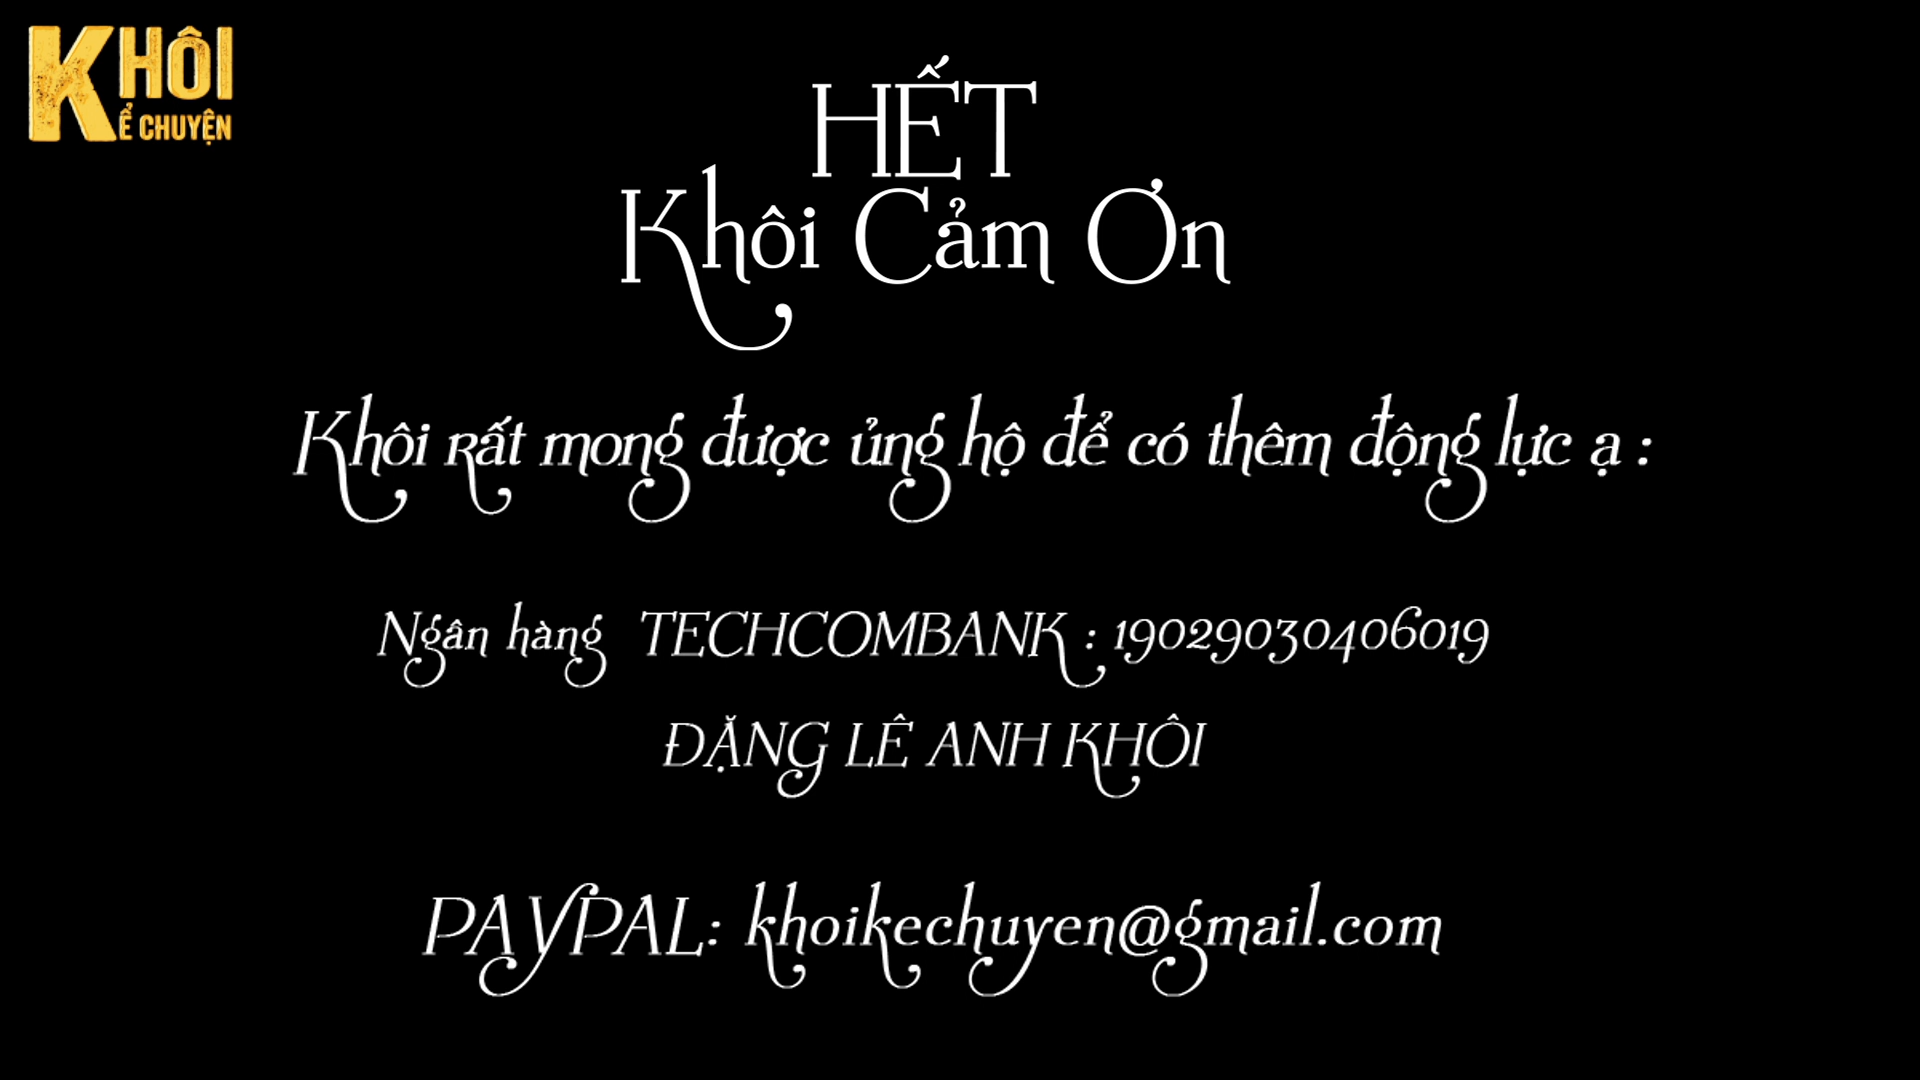 KHÔI
KỂ CHUYỆN
HẾT
Khôi Cảm Ơn
Khôi rất mong được ủng hộ để có thêm động lực ạ :
Ngân hàng TECHCOMBANK : 19029030406019
ĐẶNG LÊ ANH KHÔI
PAYPAL: khoikechuyen@gmail.com